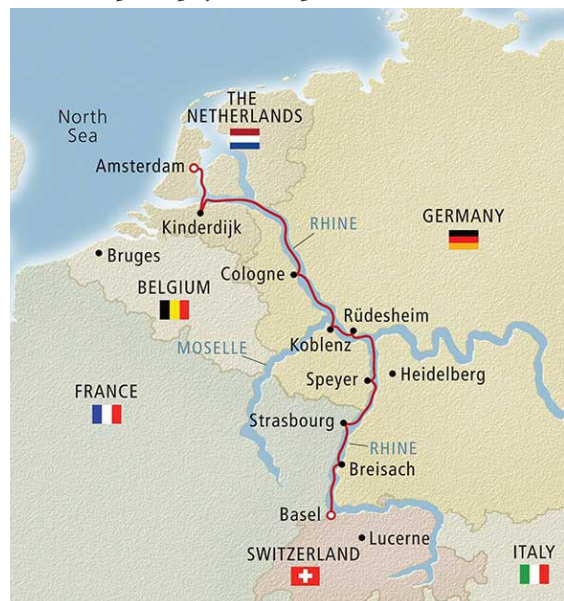 North
Sea
THE
NETHERLANDS
Amsterdam
Kinderdijk
RHINE
GERMANY
Bruges
Cologne
BELGIUM
Rüdesheim
MOSELLE
Koblenz
Speyer
Heidelberg
FRANCE
Strasbourg
RHINE
Breisach
Basel
Lucerne
SWITZERLAND
ITALY